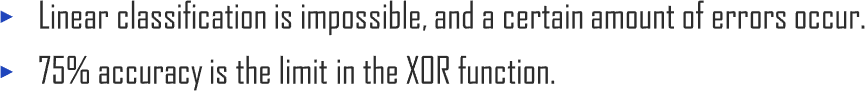 ▸ Linear classification is impossible, and a certain amount of errors occur.
▸ 75% accuracy is the limit in the XOR function.